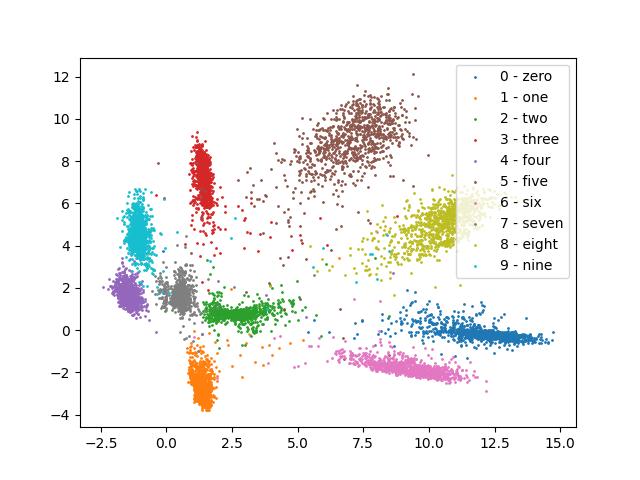 12
10
8
6
4
2
0
−2
−4
−2.5 0.0 2.5 5.0 7.5 10.0 12.5 15.0
0 - zero
1 - one
2 - two
3 - three
4 - four
5 - five
6 - six
7 - seven
8 - eight
9 - nine